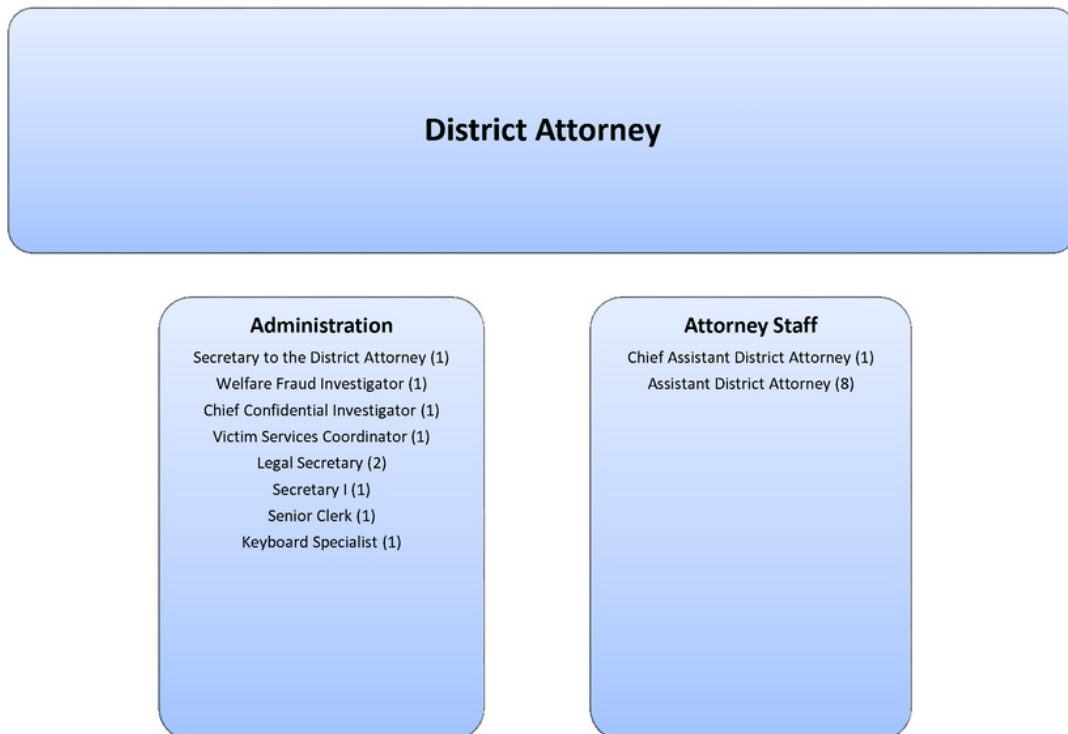 District Attorney
Administration
Secretary to the District Attorney (1)
Welfare Fraud Investigator (1)
Chief Confidential Investigator (1)
Victim Services Coordinator (1)
Legal Secretary (2)
Secretary I (1)
Senior Clerk (1)
Keyboard Specialist (1)
Attorney Staff
Chief Assistant District Attorney (1)
Assistant District Attorney (8)